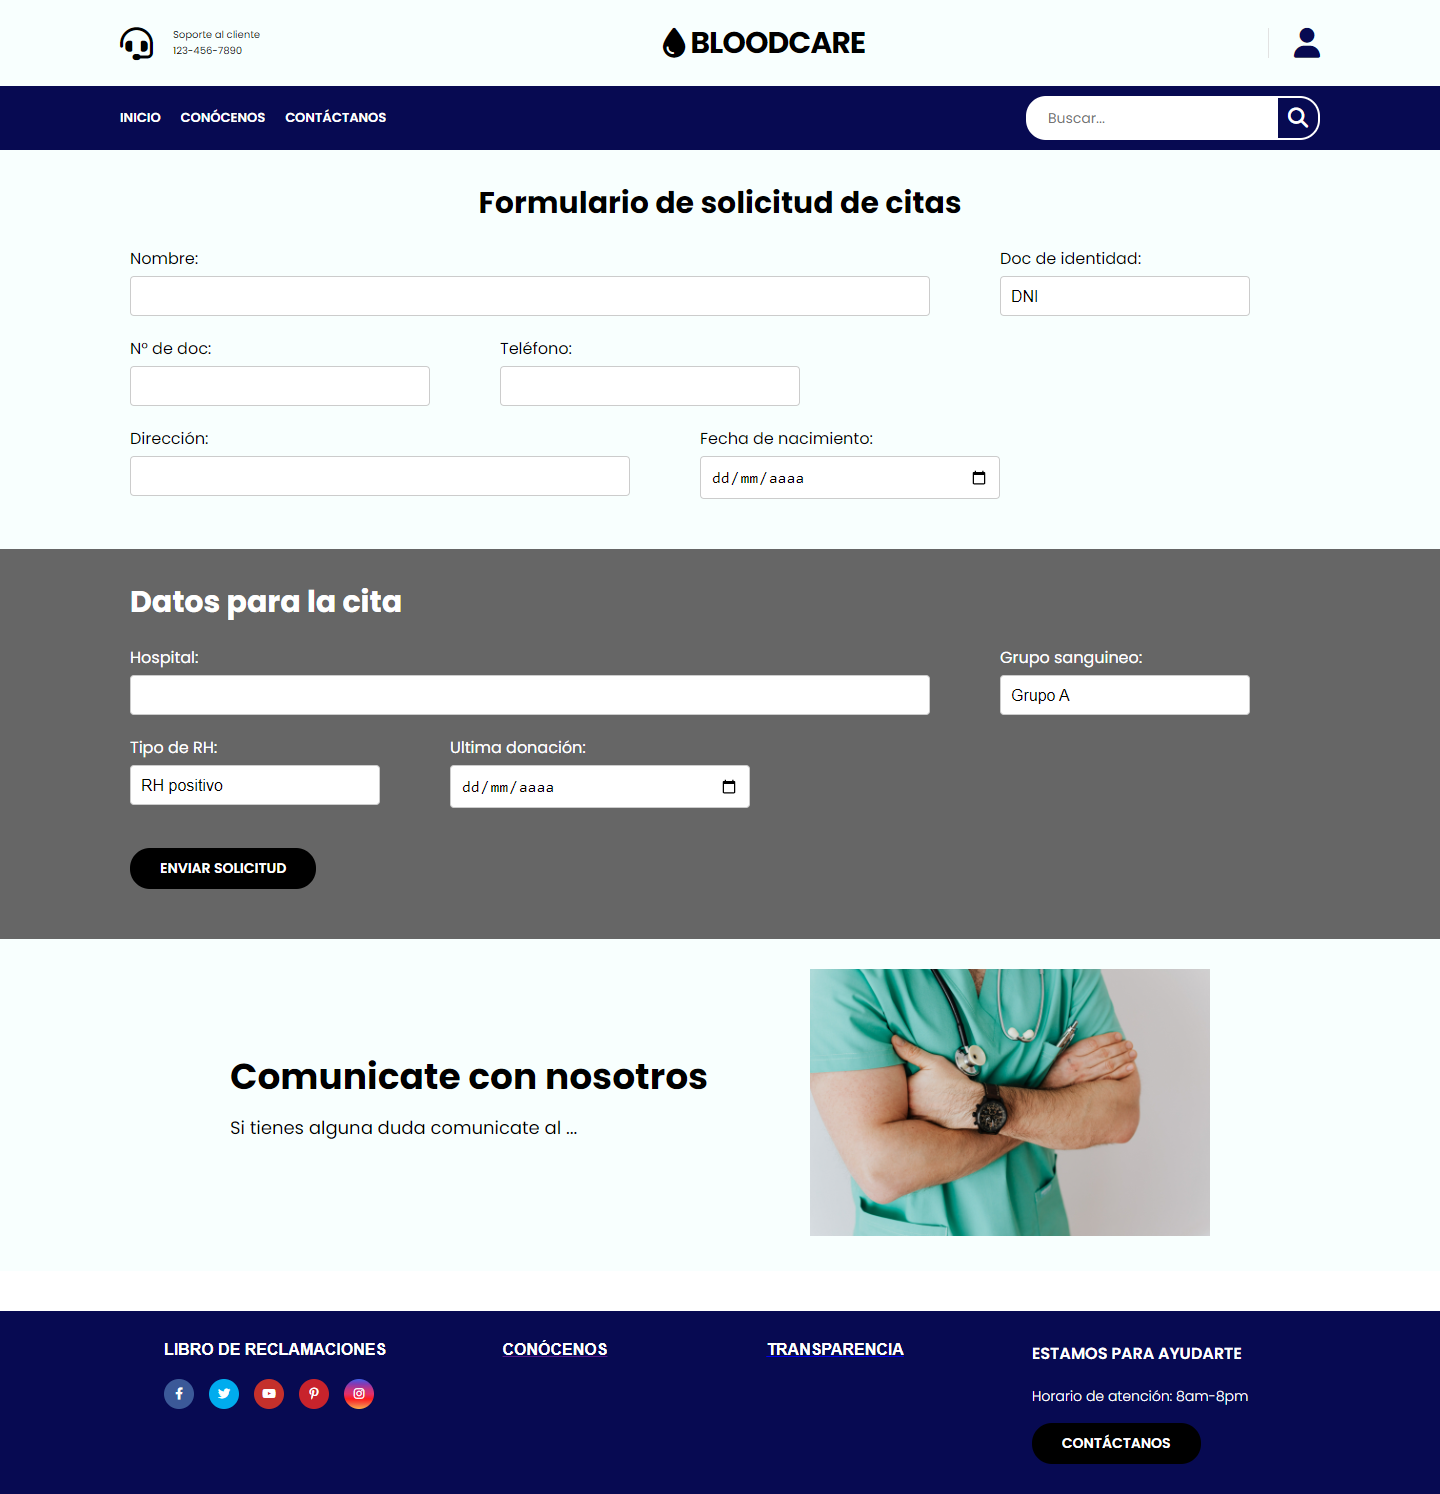 Soporte al cliente
123-456-7890
BLOODCARE
INICIO CONÓCENOS CONTÁCTANOS
Buscar...
Formulario de solicitud de citas
Nombre: Doc de identidad:
DNI
N° de doc: Teléfono:
Dirección: Fecha de nacimiento:
dd/mm/aaaa
Datos para la cita
Hospital: Grupo sanguineo:
Grupo A
Tipo de RH: Ultima donación:
RH positivo dd/mm/aaaa
ENVIAR SOLICITUD
Comunicate con nosotros
Si tienes alguna duda comunicate al ...
LIBRO DE RECLAMACIONES CONÓCENOS TRANSPARENCIA ESTAMOS PARA AYUDARTE
Horario de atención: 8am-8pm
CONTÁCTANOS